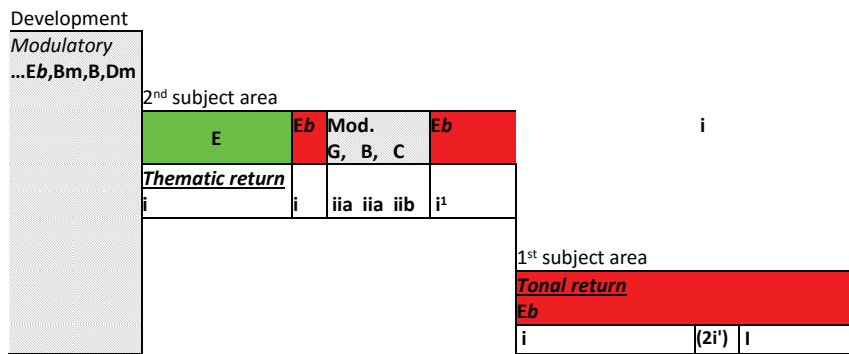 Development
Modulatory
...Eb,Bm,B,Dm
2nd subject area
E
Eb
Mod.
G, B, C
Eb
i
Thematic return
i
i
iia iia iib
i¹
1st subject area
Tonal return
Eb
i
(2i')
I